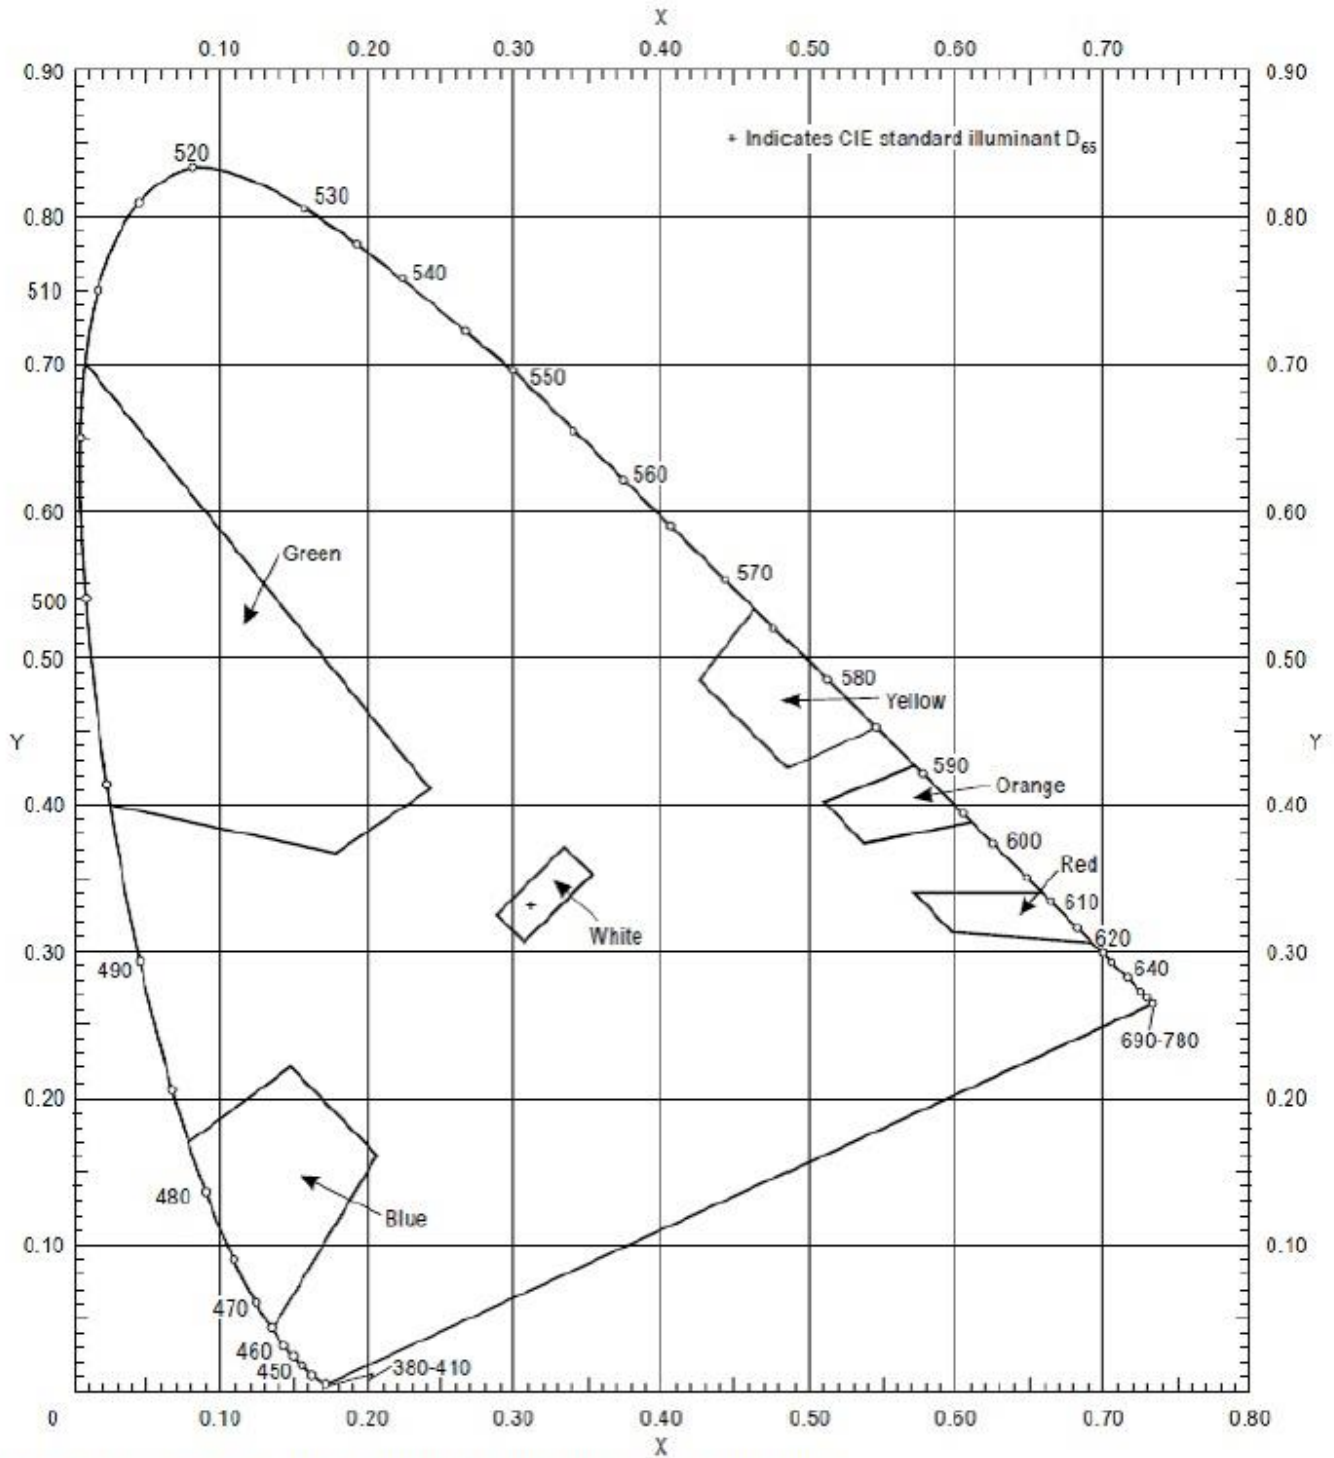 X
0.10 0.20 0.30 0.40 0.50 0.60 0.70
0.90 0.90
+ Indicates CIE standard illuminant D65
520
530
0.80 0.80
540
510
0.70 0.70
550
560
0.60 0.60
Green
570
500
0.50 0.50
580
Yellow
Y Y
590
Orange
0.40 0.40
600
Red
610
White
620
0.30 0.30
490
640
690-780
0.20 0.20
480
Blue
0.10 0.10
470
460
450
380-410
0 0.10 0.20 0.30 0.40 0.50 0.60 0.70 0.80
X